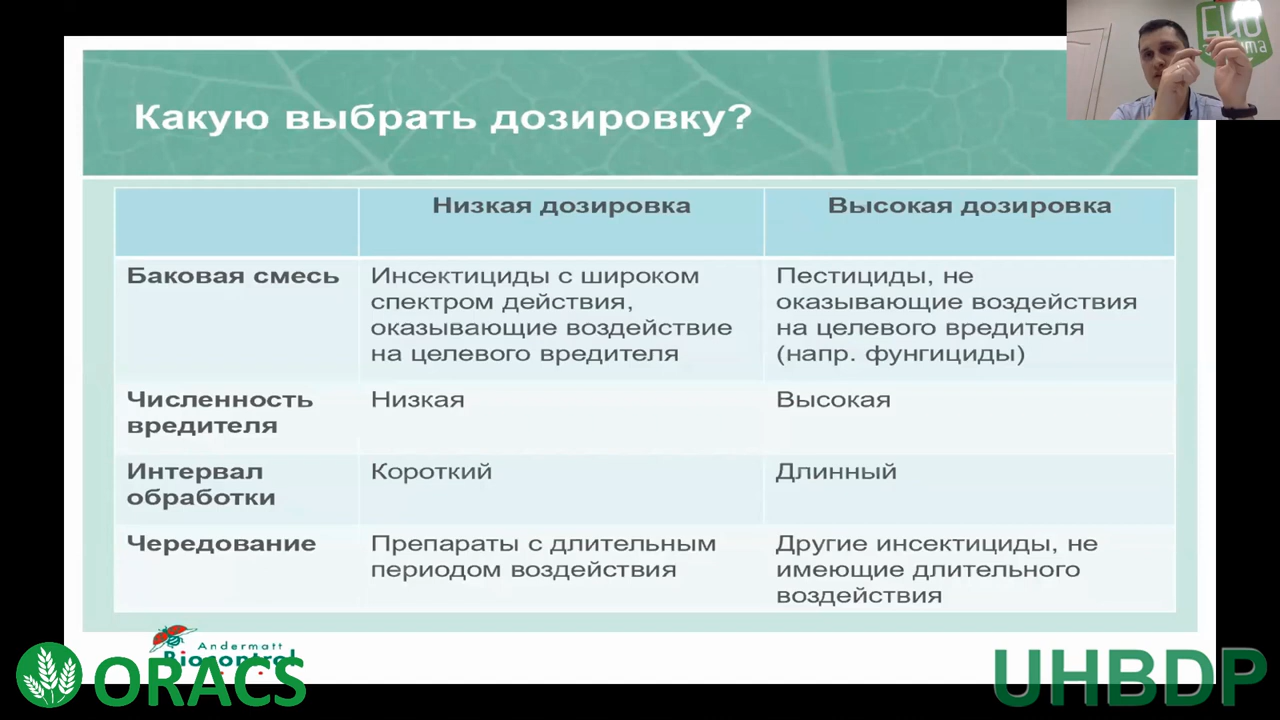 БИО
Какую выбрать дозировку?
Низкая дозировка
Высокая дозировка
Баковая смесь
Инсектициды с широком
спектром действия,
оказывающие воздействие
на целевого вредителя
Пестициды, не
оказывающие воздействия
на целевого вредителя
(напр. фунгициды)
Численность
вредителя
Низкая
Высокая
Интервал
обработки
Короткий
Длинный
Чередование
Препараты с длительным
периодом воздействия
Другие инсектициды, не
имеющие длительного
воздействия
Andermatt
Biocontrol
ORACS
UHBDP